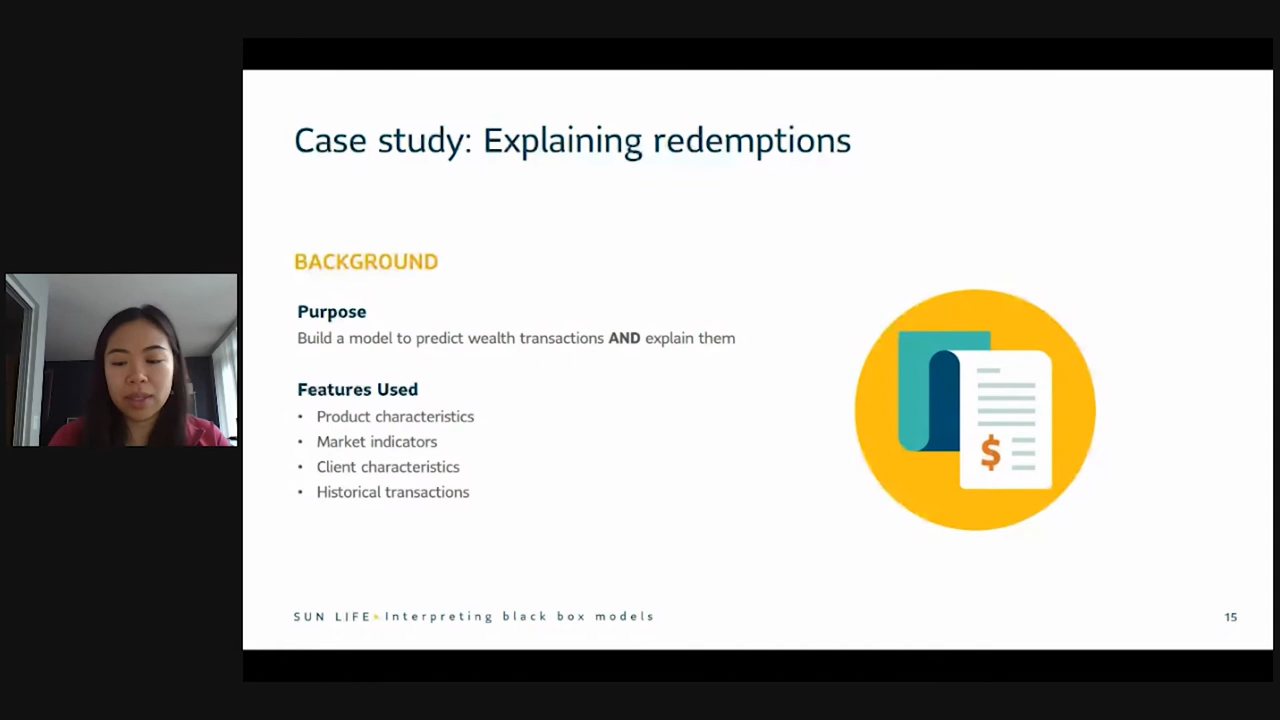 Case study: Explaining redemptions
BACKGROUND
Purpose
Build a model to predict wealth transactions AND explain them
Features Used
• Product characteristics
• Market indicators
• Client characteristics
• Historical transactions
$
SUN LIFE • Interpreting black box models
15